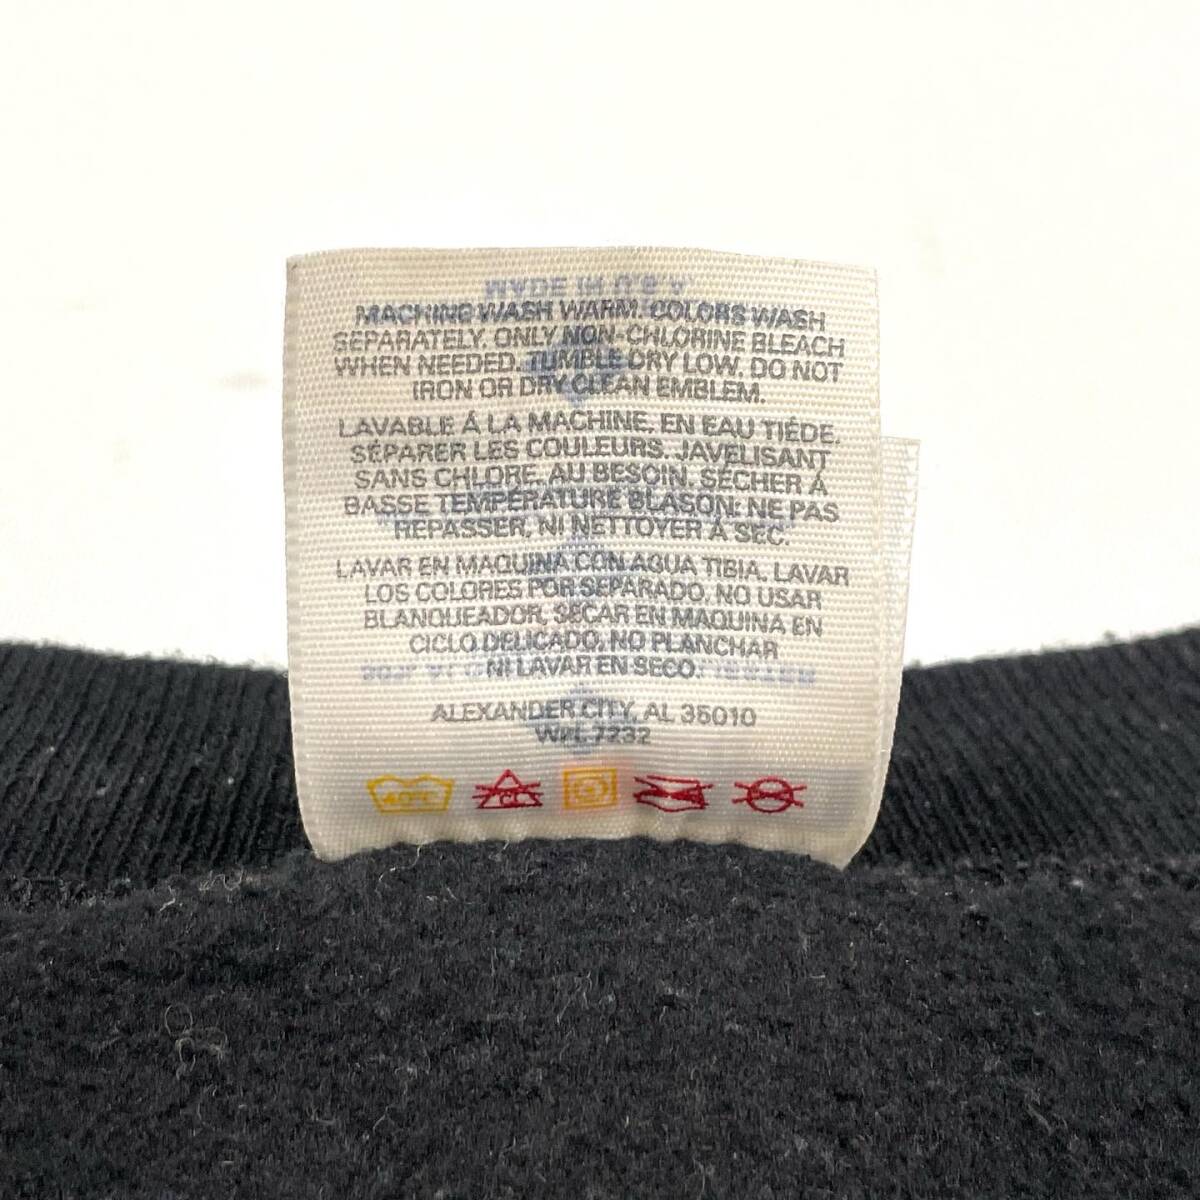 MACHINE WASH WARM. COLORS WASH
SEPARATELY. ONLY NON-CHLORINE BLEACH
WHEN NEEDED. TUMBLE DRY LOW. DO NOT
IRON OR DRY CLEAN EMBLEM.
LAVABLE Á LA MACHINE, EN EAU TIÉDE.
SÉPARER LES COULEURS. JAVELISANT
SANS CHLORE, AU BESOIN. SÉCHER Á
BASSE TEMPÉRATURE BLASON: NE PAS
REPASSER, NI NETTOYER Á SEC.
LAVAR EN MAQUINA CON AGUA TIBIA. LAVAR
LOS COLORES POR SEPARADO. NO USAR
BLANQUEADOR, SECAR EN MAQUINA EN
CICLO DELICADO, NO PLANCHAR
NI LAVAR EN SECO.
ALEXANDER CITY, AL 35010
WPL 7232
40°C CL